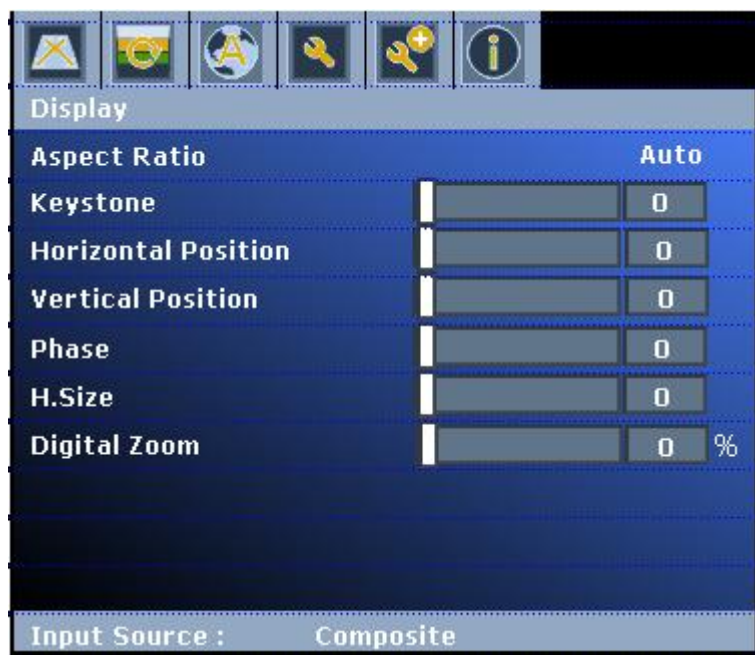 A
Display
Aspect Ratio Auto
Keystone 0
Horizontal Position 0
Vertical Position 0
Phase 0
H.Size 0
Digital Zoom 0 %
Input Source : Composite